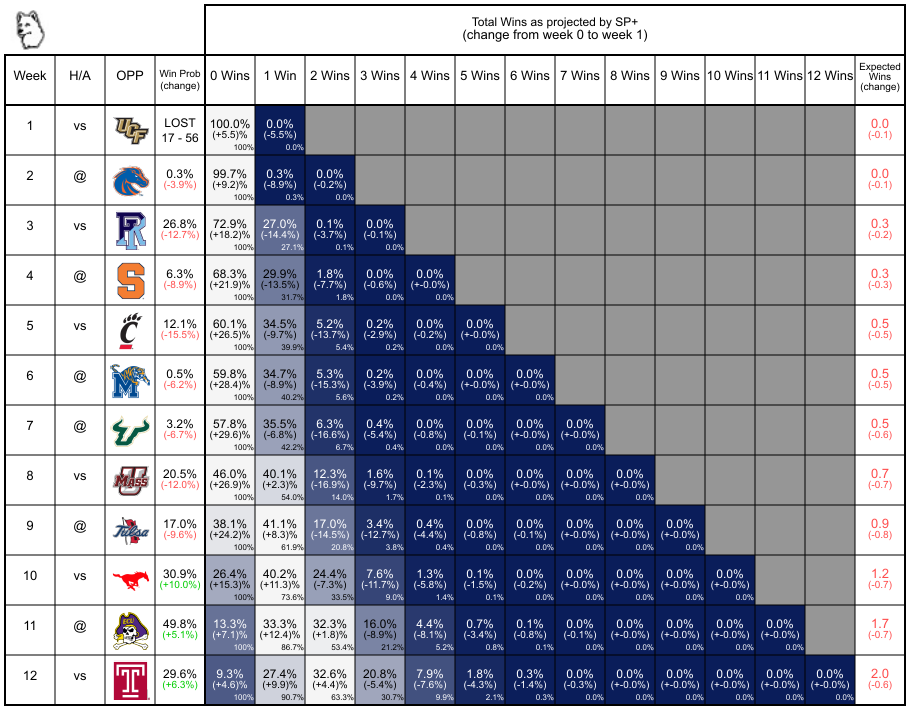 Total Wins as projected by SP+
(change from week 0 to week 1)
Week H/A OPP Win Prob (change) 0 Wins 1 Win 2 Wins 3 Wins 4 Wins 5 Wins 6 Wins 7 Wins 8 Wins 9 Wins 10 Wins 11 Wins 12 Wins Expected Wins (change)
1 vs UCF LOST 100.0% 0.0% 0.0
17 - 56 (+5.5)% (-5.5%) (-0.1)
100% 0.0%
2 @ 0.3% 99.7% 0.3% 0.0% 0.0
(-3.9%) (+9.2)% (-8.9%) (-0.2%) (-0.1)
100% 0.3% 0.0%
3 vs R 26.8% 72.9% 27.0% 0.1% 0.0% 0.3
(-12.7%) (+18.2)% (-14.4%) (-3.7%) (-0.1%) (-0.2)
100% 27.1% 0.1% 0.0%
4 @ S 6.3% 68.3% 29.9% 1.8% 0.0% 0.0% 0.3
(-8.9%) (+21.9)% (-13.5%) (-7.7%) (-0.6%) (+-0.0%) (-0.3)
100% 31.7% 1.8% 0.0% 0.0%
5 vs C 12.1% 60.1% 34.5% 5.2% 0.2% 0.0% 0.0% 0.5
(-15.5%) (+26.5)% (-9.7%) (-13.7%) (-2.9%) (-0.2%) (+-0.0%) (-0.5)
100% 39.9% 5.4% 0.2% 0.0% 0.0%
6 @ M 0.5% 59.8% 34.7% 5.3% 0.2% 0.0% 0.0% 0.0% 0.5
(-6.2%) (+28.4)% (-8.9%) (-15.3%) (-3.9%) (-0.4%) (+-0.0%) (+-0.0%) (-0.5)
100% 40.2% 5.6% 0.2% 0.0% 0.0% 0.0%
7 @ 3.2% 57.8% 35.5% 6.3% 0.4% 0.0% 0.0% 0.0% 0.0% 0.5
(-6.7%) (+29.6)% (-6.8%) (-16.6%) (-5.4%) (-0.8%) (-0.1%) (+-0.0%) (+-0.0%) (-0.6)
100% 42.2% 6.7% 0.4% 0.0% 0.0% 0.0% 0.0%
8 vs UMASS 20.5% 46.0% 40.1% 12.3% 1.6% 0.1% 0.0% 0.0% 0.0% 0.0% 0.7
(-12.0%) (+26.9)% (+2.3%) (-16.9%) (-9.7%) (-2.3%) (-0.3%) (+-0.0%) (+-0.0%) (+-0.0%) (-0.7)
100% 54.0% 14.0% 1.7% 0.1% 0.0% 0.0% 0.0% 0.0%
9 @ Tulsa 17.0% 38.1% 41.1% 17.0% 3.4% 0.4% 0.0% 0.0% 0.0% 0.0% 0.0% 0.9
(-9.6%) (+24.2)% (+8.3%) (-14.5%) (-12.7%) (-4.4%) (-0.8%) (-0.1%) (+-0.0%) (+-0.0%) (+-0.0%) (-0.8)
100% 61.9% 20.8% 3.8% 0.4% 0.0% 0.0% 0.0% 0.0% 0.0%
10 vs 30.9% 26.4% 40.2% 24.4% 7.6% 1.3% 0.1% 0.0% 0.0% 0.0% 0.0% 0.0% 1.2
(+10.0%) (+15.3)% (+11.3%) (-7.3%) (-11.7%) (-5.8%) (-1.5%) (-0.2%) (+-0.0%) (+-0.0%) (+-0.0%) (+-0.0%) (-0.7)
100% 73.6% 33.5% 9.0% 1.4% 0.1% 0.0% 0.0% 0.0% 0.0% 0.0%
11 @ ECU 49.8% 13.3% 33.3% 32.3% 16.0% 4.4% 0.7% 0.1% 0.0% 0.0% 0.0% 0.0% 0.0% 1.7
(+5.1%) (+7.1)% (+12.4%) (+1.8%) (-8.9%) (-8.1%) (-3.4%) (-0.8%) (-0.1%) (+-0.0%) (+-0.0%) (+-0.0%) (+-0.0%) (-0.7)
100% 86.7% 53.4% 21.2% 5.2% 0.8% 0.1% 0.0% 0.0% 0.0% 0.0% 0.0%
12 vs T 29.6% 9.3% 27.4% 32.6% 20.8% 7.9% 1.8% 0.3% 0.0% 0.0% 0.0% 0.0% 0.0% 0.0% 2.0
(+6.3%) (+4.6)% (+9.9%) (+4.4%) (-5.4%) (-7.6%) (-4.3%) (-1.6%) (-0.3%) (+-0.0%) (+-0.0%) (+-0.0%) (+-0.0%) (+-0.0%) (-0.6)
100% 90.7% 63.3% 30.7% 9.9% 2.1% 0.3% 0.0% 0.0% 0.0% 0.0% 0.0% 0.0%